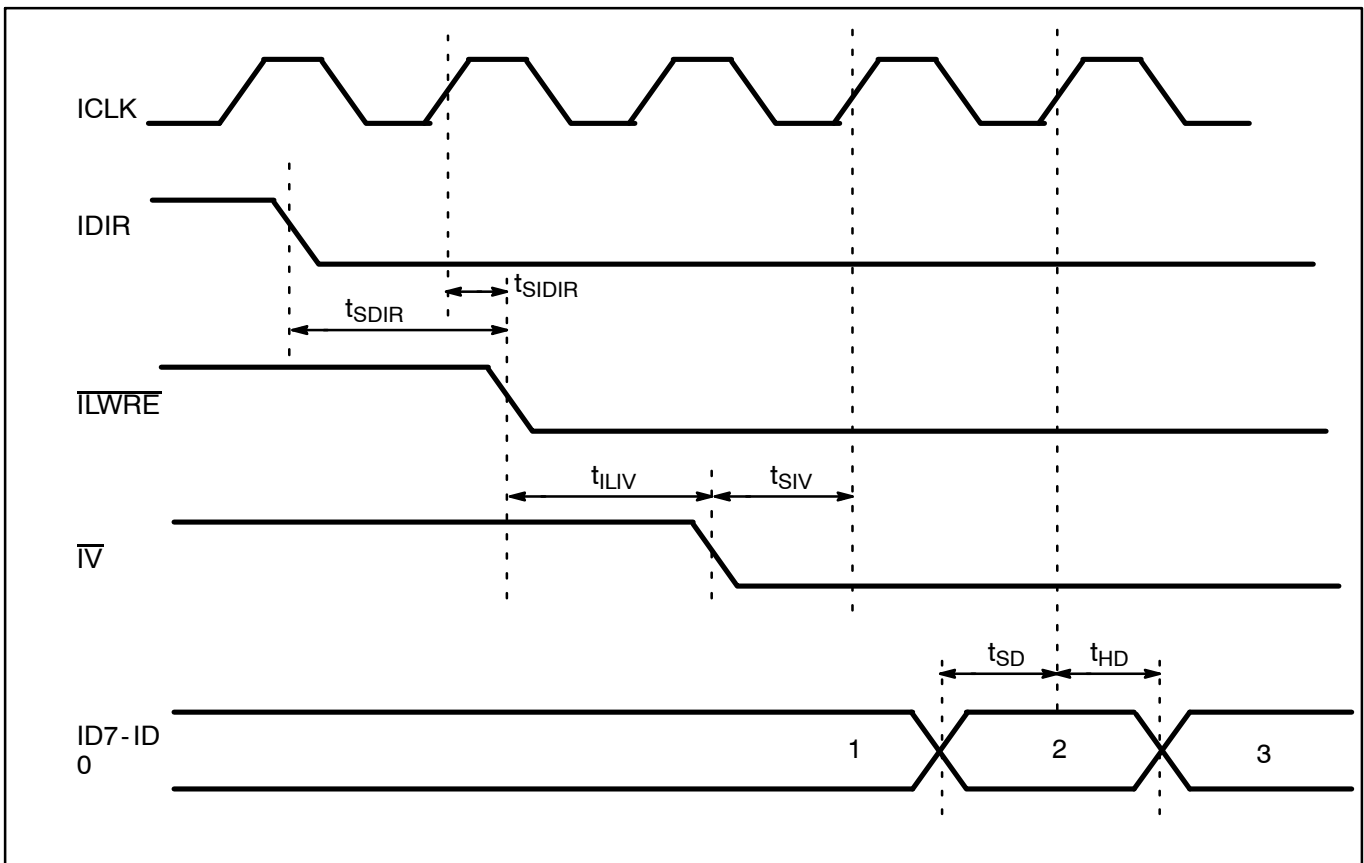 ICLK
IDIR
tSIDIR
tSDIR
ILWRE
tILIV
tSIV
IV
tSD
tHD
ID7-ID
0
1
2
3